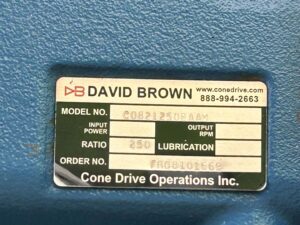 DB DAVID BROWN
www.conedrive.com
888-994-2663
MODEL NO.
INPUT POWER
OUTPUT RPM
RATIO 250 LUBRICATION
ORDER NO.
Cone Drive Operations Inc.